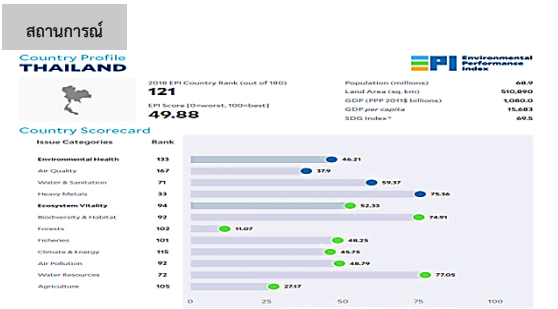 สถานการณ์
Country Profile
THAILAND
EPI Environmental
Performance
Index
2018 EPI Country Rank (out of 180)
121
EPI Score [0=worst, 100=best]
49.88
Population (millions) 68.9
Land Area (sq. km) 510,890
GDP (PPP 2011$ billions) 1,080.0
GDP per capita 15,683
SDG Index* 69.5
Country Scorecard
Issue Categories Rank
Environmental Health 133 46.21
Air Quality 167 37.9
Water & Sanitation 71 59.37
Heavy Metals 33 75.36
Ecosystem Vitality 94 52.33
Biodiversity & Habitat 92 74.91
Forests 102 11.07
Fisheries 101 48.25
Climate & Energy 115 45.75
Air Pollution 92 48.79
Water Resources 72 77.05
Agriculture 105 27.17
0 25 50 75 100